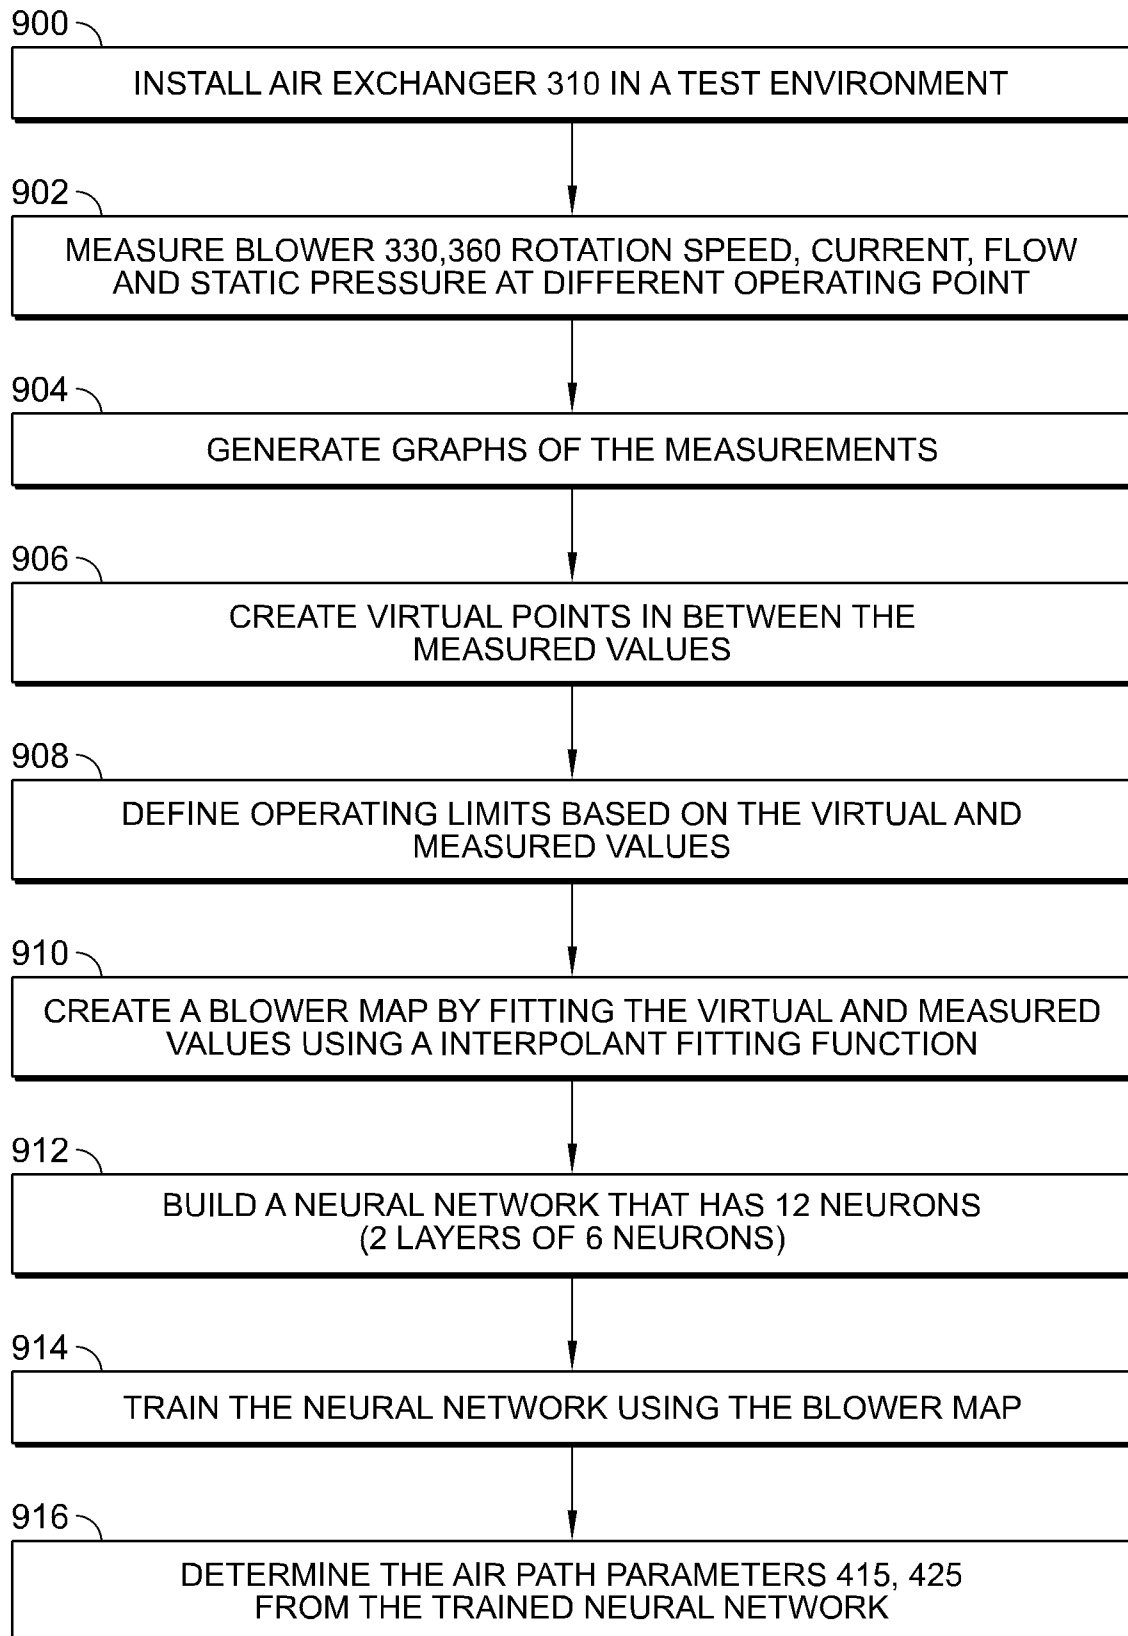 900
INSTALL AIR EXCHANGER 310 IN A TEST ENVIRONMENT
902
MEASURE BLOWER 330,360 ROTATION SPEED, CURRENT, FLOW
AND STATIC PRESSURE AT DIFFERENT OPERATING POINT
904
GENERATE GRAPHS OF THE MEASUREMENTS
906
CREATE VIRTUAL POINTS IN BETWEEN THE
MEASURED VALUES
908
DEFINE OPERATING LIMITS BASED ON THE VIRTUAL AND
MEASURED VALUES
910
CREATE A BLOWER MAP BY FITTING THE VIRTUAL AND MEASURED
VALUES USING A INTERPOLANT FITTING FUNCTION
912
BUILD A NEURAL NETWORK THAT HAS 12 NEURONS
(2 LAYERS OF 6 NEURONS)
914
TRAIN THE NEURAL NETWORK USING THE BLOWER MAP
916
DETERMINE THE AIR PATH PARAMETERS 415, 425
FROM THE TRAINED NEURAL NETWORK